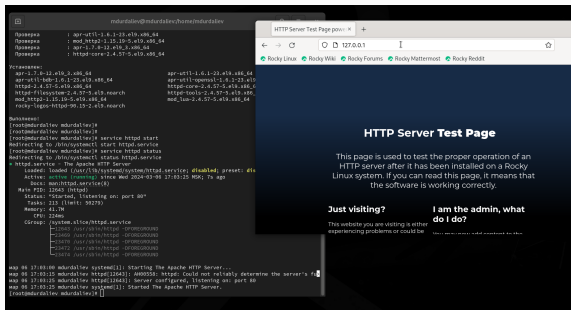 mdurdaliev@mdurdaliev:/home/mdurdaliev
Проверка : apr-util-1.6.1-23.el9.x86_64
Проверка : mod_http2-1.15.19-5.el9.x86_64
Проверка : apr-1.7.0-12.el9_3.x86_64
Проверка : httpd-core-2.4.57-5.el9.x86_64
Установлен:
apr-1.7.0-12.el9_3.x86_64 apr-util-1.6.1-23.el9.x86_
apr-util-bdb-1.6.1-23.el9.x86_64 apr-util-openssl-1.6.1-23.el
httpd-2.4.57-5.el9.x86_64 httpd-core-2.4.57-5.el9.x86_6
httpd-filesystem-2.4.57-5.el9.noarch httpd-tools-2.4.57-5.el9.x86_
mod_http2-1.15.19-5.el9.x86_64 mod_lua-2.4.57-5.el9.x86_64
rocky-logos-httpd-90.15-2.el9.noarch
Выполнено!
[root@mdurdaliev mdurdaliev]#
[root@mdurdaliev mdurdaliev]#
[root@mdurdaliev mdurdaliev]# service httpd start
Redirecting to /bin/systemctl start httpd.service
[root@mdurdaliev mdurdaliev]# service httpd status
Redirecting to /bin/systemctl status httpd.service
● httpd.service - The Apache HTTP Server
Loaded: loaded (/usr/lib/systemd/system/httpd.service; disabled; preset: dis
Active: active (running) since Wed 2024-03-06 17:03:25 MSK; 7s ago
Docs: man:httpd.service(8)
Main PID: 12643 (httpd)
Status: "Started, listening on: port 80"
Tasks: 213 (limit: 50279)
Memory: 41.7M
CPU: 224ms
CGroup: /system.slice/httpd.service
├─12643 /usr/sbin/httpd -DFOREGROUND
├─23469 /usr/sbin/httpd -DFOREGROUND
├─23470 /usr/sbin/httpd -DFOREGROUND
├─23472 /usr/sbin/httpd -DFOREGROUND
└─23474 /usr/sbin/httpd -DFOREGROUND
мар 06 17:03:00 mdurdaliev systemd[1]: Starting The Apache HTTP Server...
мар 06 17:03:15 mdurdaliev httpd[12643]: AH00558: httpd: Could not reliably determine the server's fu
мар 06 17:03:25 mdurdaliev httpd[12643]: Server configured, listening on: port 80
мар 06 17:03:25 mdurdaliev systemd[1]: Started The Apache HTTP Server.
[root@mdurdaliev mdurdaliev]#
HTTP Server Test Page powe
127.0.0.1
Rocky Linux Rocky Wiki Rocky Forums Rocky Mattermost Rocky Reddit
HTTP Server Test Page
This page is used to test the proper operation of an
HTTP server after it has been installed on a Rocky
Linux system. If you can read this page, it means that
the software is working correctly.
Just visiting?
This website you are visiting is either
experiencing problems or could be
I am the admin, what
do I do?